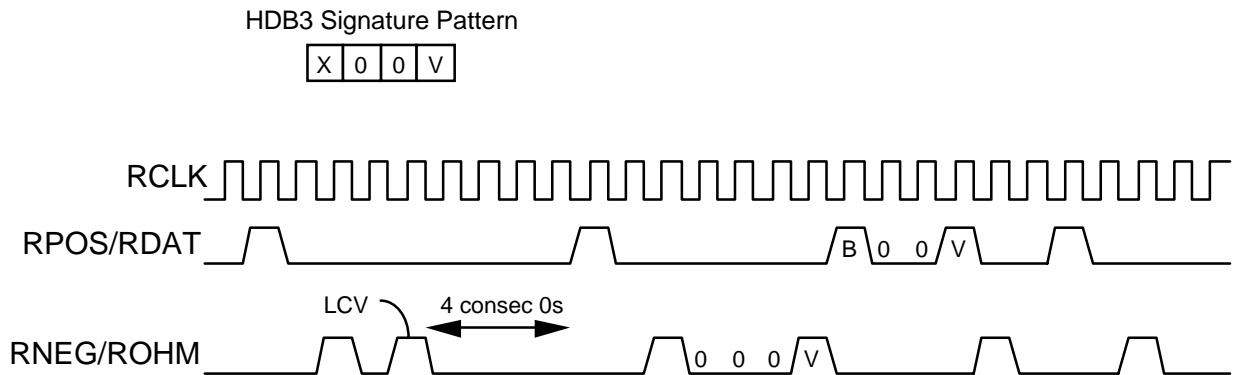 HDB3 Signature Pattern
X 0 0 V
RCLK
RPOS/RDAT
B 0 0 V
LCV
4 consec 0s
RNEG/ROHM
0 0 0 V